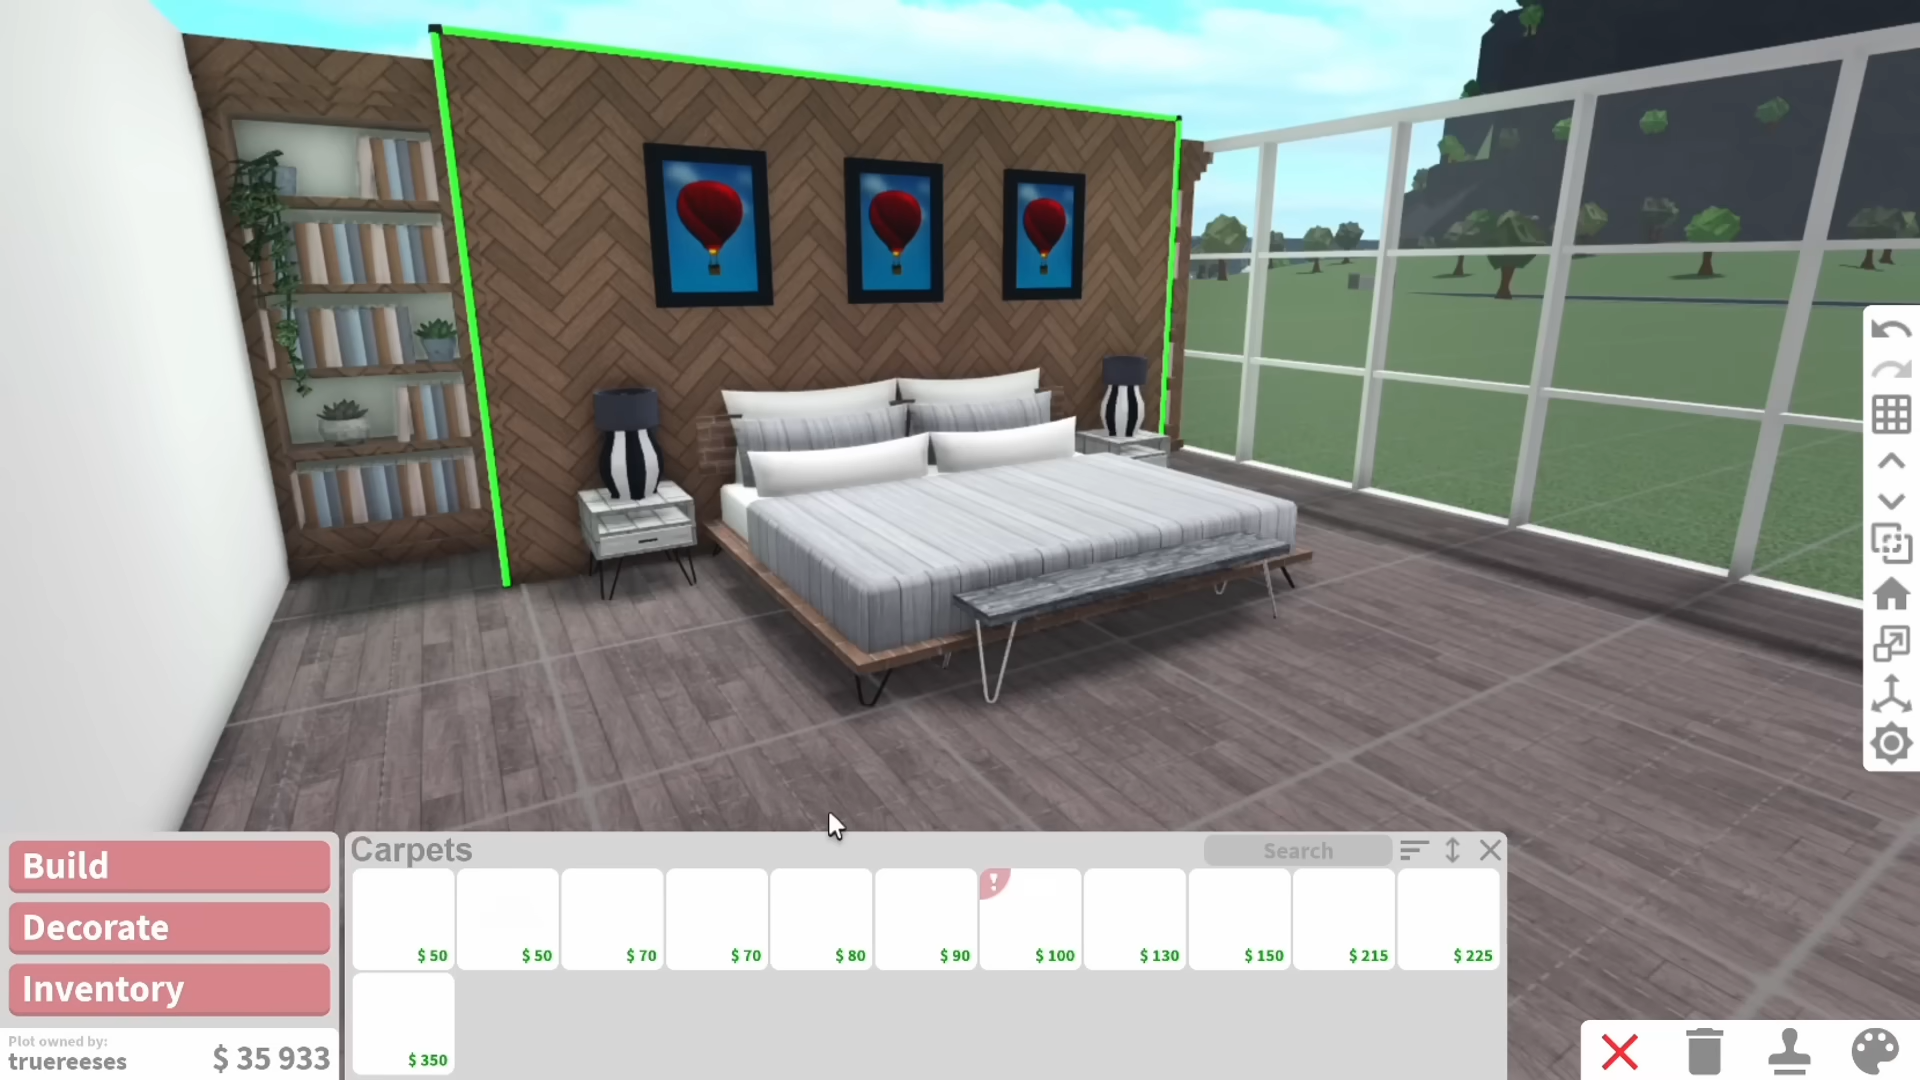 Build
Decorate
Inventory
Plot owned by:
truereeses
$ 35 933
Carpets
Search
$ 50
$ 50
$ 70
$ 70
$ 80
$ 90
!
$ 100
$ 130
$ 150
$ 215
$ 225
$ 350